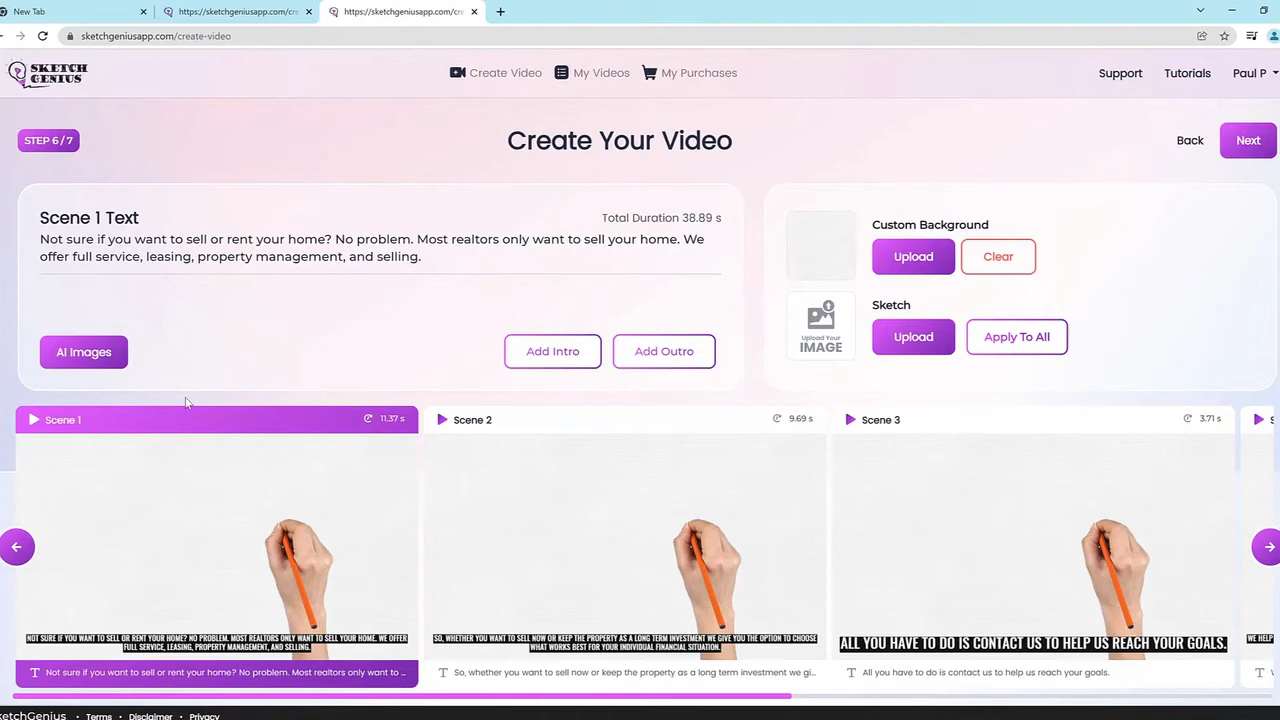 New Tab
https://sketchgeniusapp.com/cre
https://sketchgeniusapp.com/cre
sketchgeniusapp.com/create-video
SKETCH
GENIUS
Create Video
My Videos
My Purchases
Support
Tutorials
Paul P
STEP 6 / 7
Create Your Video
Back
Next
Scene 1 Text
Total Duration 38.89 s
Not sure if you want to sell or rent your home? No problem. Most realtors only want to sell your home. We
offer full service, leasing, property management, and selling.
AI Images
Add Intro
Add Outro
Custom Background
Upload
Clear
Sketch
Upload
Apply To All
Upload Your
IMAGE
Scene 1
11.37 s
Scene 2
9.69 s
Scene 3
3.71 s
NOT SURE IF YOU WANT TO SELL OR RENT YOUR HOME? NO PROBLEM. MOST REALTORS ONLY WANT TO SELL YOUR HOME. WE OFFER
FULL SERVICE, LEASING, PROPERTY MANAGEMENT, AND SELLING.
SO, WHETHER YOU WANT TO SELL NOW OR KEEP THE PROPERTY AS A LONG TERM INVESTMENT WE GIVE YOU THE OPTION TO CHOOSE
WHAT WORKS BEST FOR YOUR INDIVIDUAL FINANCIAL SITUATION.
ALL YOU HAVE TO DO IS CONTACT US TO HELP US REACH YOUR GOALS.
WE HELP
Not sure if you want to sell or rent your home? No problem. Most realtors only want to ...
So, whether you want to sell now or keep the property as a long term investment we gi...
All you have to do is contact us to help us reach your goals.
ketchGenius • Terms • Disclaimer • Privacy